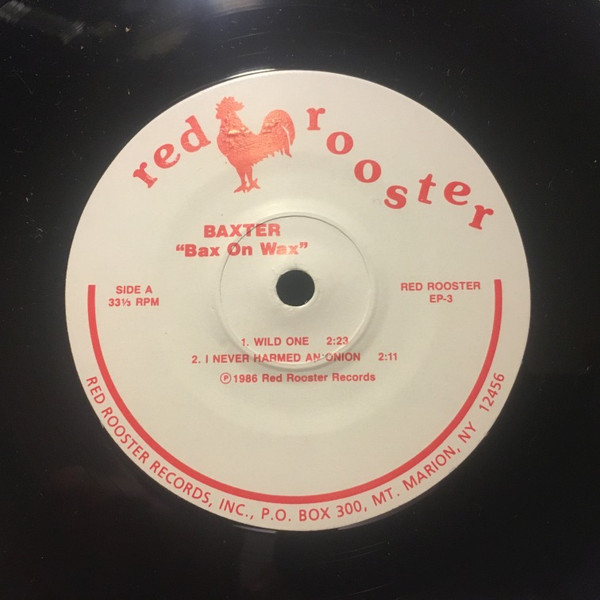 red rooster
BAXTER
"Bax On Wax"
SIDE A
33⅓ RPM
RED ROOSTER
EP-3
1. WILD ONE 2:23
2. I NEVER HARMED AN ONION 2:11
Ⓟ1986 Red Rooster Records
RED ROOSTER RECORDS, INC., P.O. BOX 300, MT. MARION, NY 12456